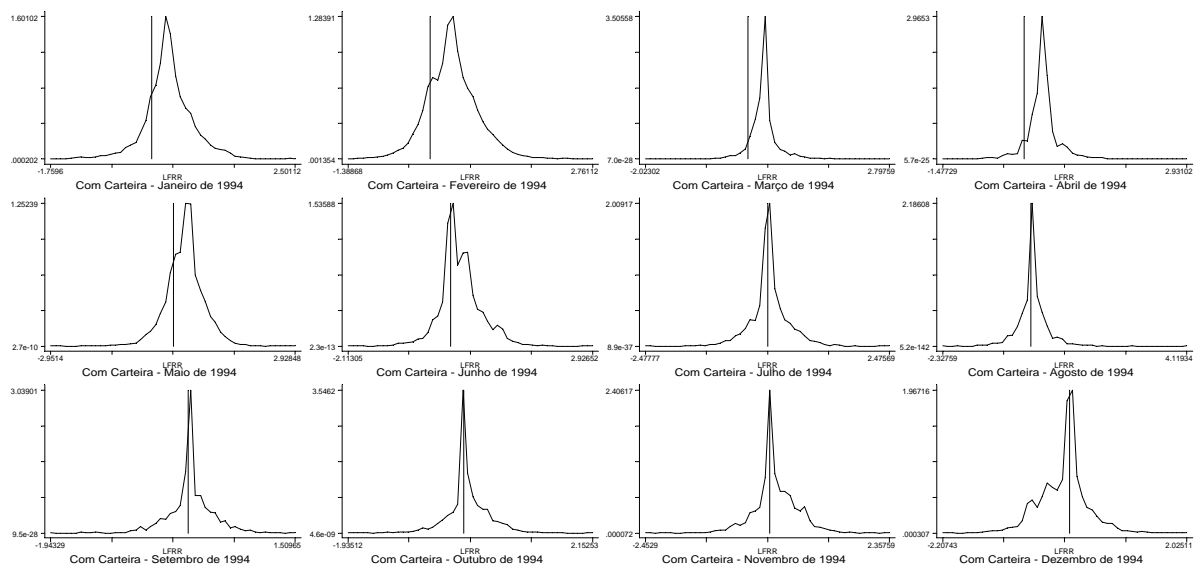 1.60102
.000202
-1.7596
2.50112
LFRR
Com Carteira - Janeiro de 1994
1.28391
.001354
-1.38868
2.76112
LFRR
Com Carteira - Fevereiro de 1994
3.50558
7.0e-28
-2.02302
2.79759
LFRR
Com Carteira - Março de 1994
2.9653
5.7e-25
-1.47729
2.93102
LFRR
Com Carteira - Abril de 1994
1.25239
2.7e-10
-2.9514
2.92848
LFRR
Com Carteira - Maio de 1994
1.53588
2.3e-13
-2.11305
2.92652
LFRR
Com Carteira - Junho de 1994
2.00917
8.9e-37
-2.47777
2.47569
LFRR
Com Carteira - Julho de 1994
2.18608
5.2e-142
-2.32759
4.11934
LFRR
Com Carteira - Agosto de 1994
3.03901
9.5e-28
-1.94329
1.50965
LFRR
Com Carteira - Setembro de 1994
3.5462
4.6e-09
-1.93512
2.15253
LFRR
Com Carteira - Outubro de 1994
2.40617
.000072
-2.4529
2.35759
LFRR
Com Carteira - Novembro de 1994
1.96716
.000307
-2.20743
2.02511
LFRR
Com Carteira - Dezembro de 1994